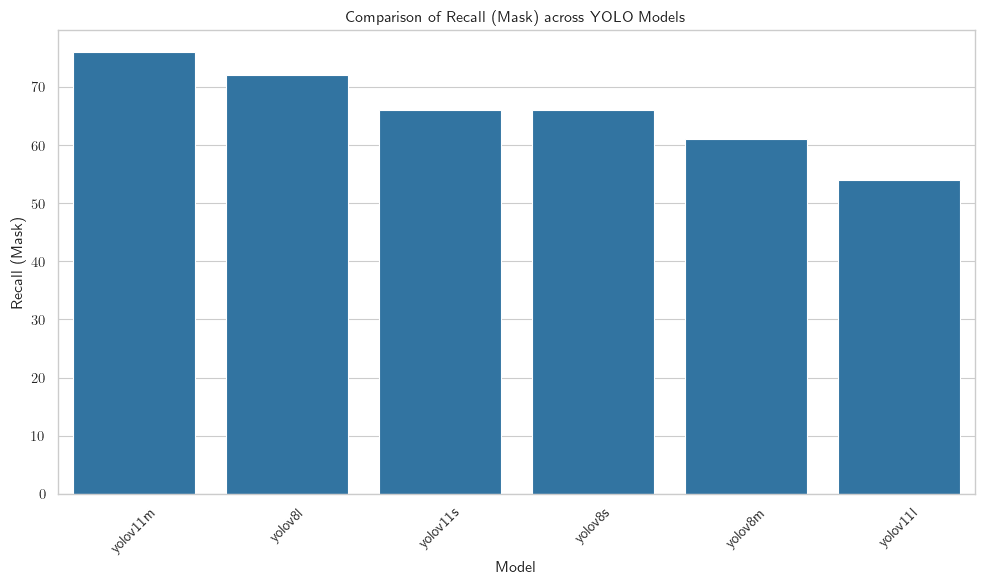 Comparison of Recall (Mask) across YOLO Models
Recall (Mask)
70
60
50
40
30
20
10
0
yolov11m
yolov8l
yolov11s
yolov8s
yolov8m
yolov11l
Model